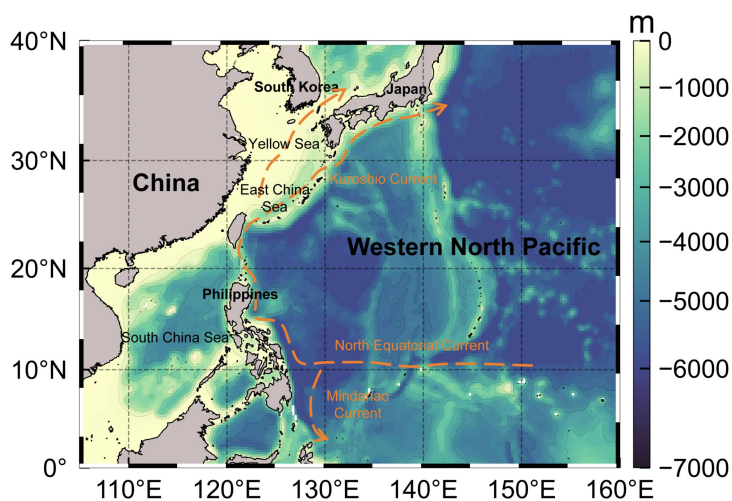 m
40°N
0
South Korea
Japan
−1000
Yellow Sea
−2000
30°N
China
Kuroshio Current
East China
Sea
−3000
Western North Pacific
−4000
20°N
Philippines
−5000
South China Sea
North Equatorial Current
10°N
−6000
Mindanao
Current
0°
−7000
110°E
120°E
130°E
140°E
150°E
160°E